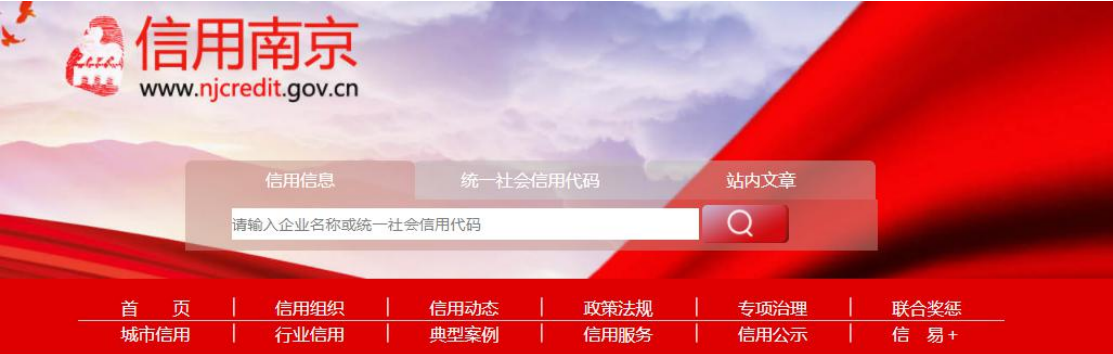 信用南京
www.njcredit.gov.cn
信用信息 统一社会信用代码 站内文章
请输入企业名称或统一社会信用代码
首 页 | 信用组织 | 信用动态 | 政策法规 | 专项治理 | 联合奖惩
城市信用 | 行业信用 | 典型案例 | 信用服务 | 信用公示 | 信 易+